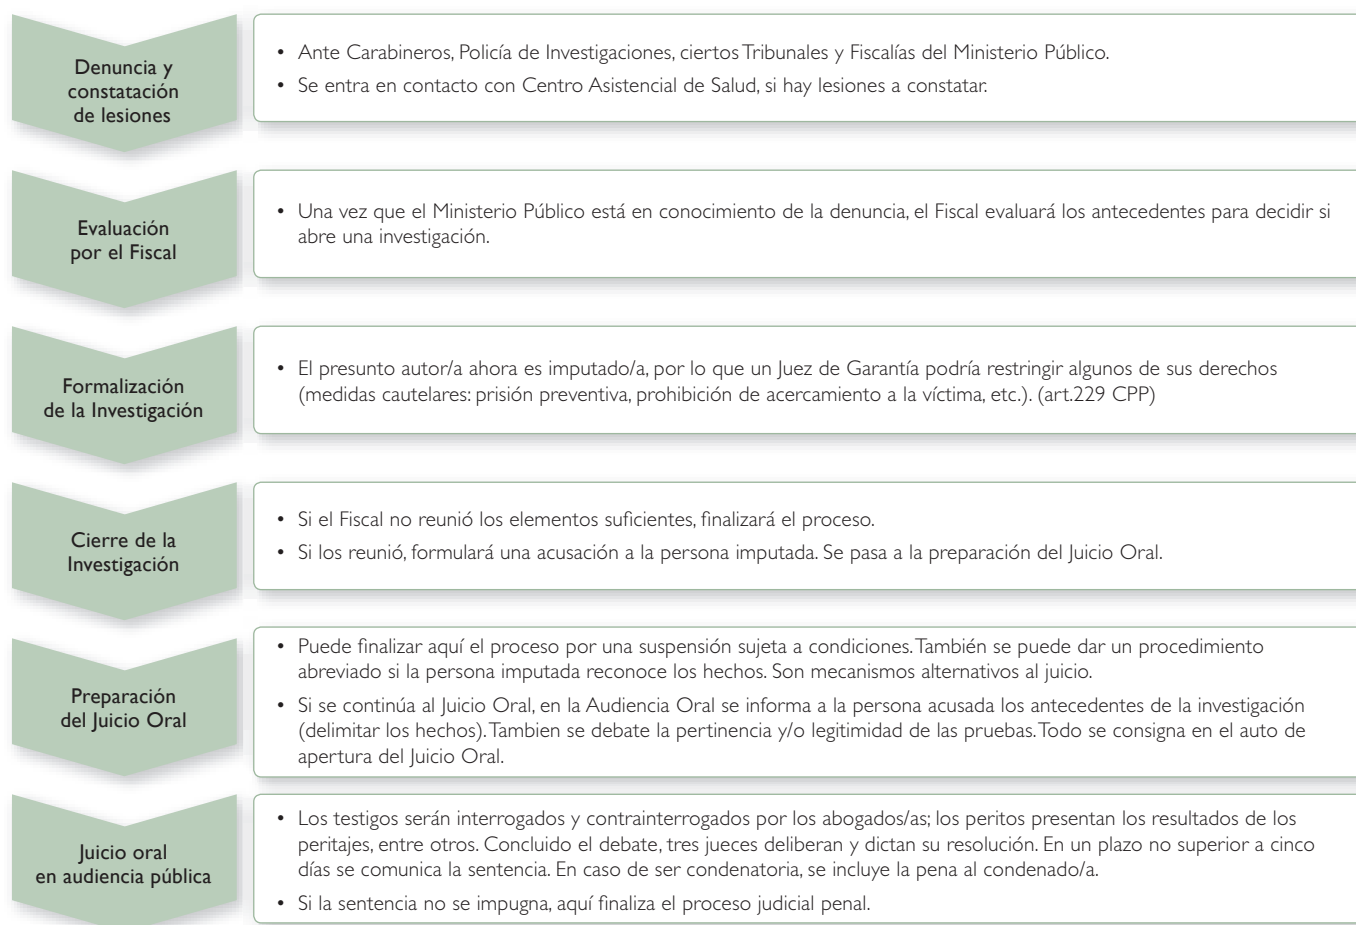 Denuncia y
constatación
de lesiones
• Ante Carabineros, Policía de Investigaciones, ciertos Tribunales y Fiscalías del Ministerio Público.
• Se entra en contacto con Centro Asistencial de Salud, si hay lesiones a constatar.
Evaluación
por el Fiscal
• Una vez que el Ministerio Público está en conocimiento de la denuncia, el Fiscal evaluará los antecedentes para decidir si
abre una investigación.
Formalización
de la Investigación
• El presunto autor/a ahora es imputado/a, por lo que un Juez de Garantía podría restringir algunos de sus derechos
(medidas cautelares: prisión preventiva, prohibición de acercamiento a la víctima, etc.). (art.229 CPP)
Cierre de la
Investigación
• Si el Fiscal no reunió los elementos suficientes, finalizará el proceso.
• Si los reunió, formulará una acusación a la persona imputada. Se pasa a la preparación del Juicio Oral.
Preparación
del Juicio Oral
• Puede finalizar aquí el proceso por una suspensión sujeta a condiciones. También se puede dar un procedimiento
abreviado si la persona imputada reconoce los hechos. Son mecanismos alternativos al juicio.
• Si se continúa al Juicio Oral, en la Audiencia Oral se informa a la persona acusada los antecedentes de la investigación
(delimitar los hechos). Tambien se debate la pertinencia y/o legitimidad de las pruebas. Todo se consigna en el auto de
apertura del Juicio Oral.
Juicio oral
en audiencia pública
• Los testigos serán interrogados y contrainterrogados por los abogados/as; los peritos presentan los resultados de los
peritajes, entre otros. Concluido el debate, tres jueces deliberan y dictan su resolución. En un plazo no superior a cinco
días se comunica la sentencia. En caso de ser condenatoria, se incluye la pena al condenado/a.
• Si la sentencia no se impugna, aquí finaliza el proceso judicial penal.